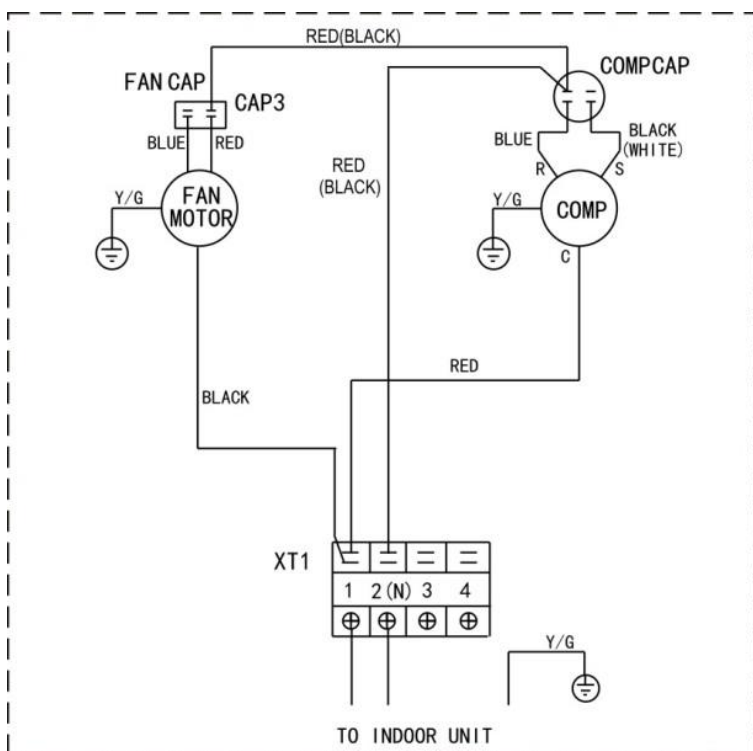 RED(BLACK)
FAN CAP
COMPCAP
CAP3
BLUE
RED
BLUE
BLACK
(WHITE)
RED
(BLACK)
R
S
Y/G
FAN
MOTOR
Y/G
COMP
C
RED
BLACK
XT1
1 2(N) 3 4
Y/G
TO INDOOR UNIT